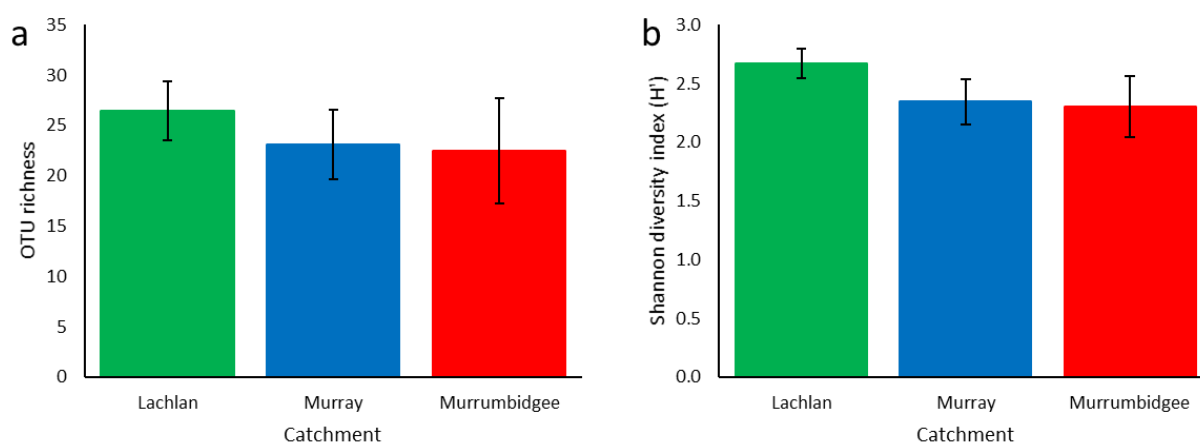 a
35
30
25
20
15
10
5
0
OTU richness
Lachlan Murray Murrumbidgee
Catchment
b
3.0
2.5
2.0
1.5
1.0
0.5
0.0
Shannon diversity index (H')
Lachlan Murray Murrumbidgee
Catchment